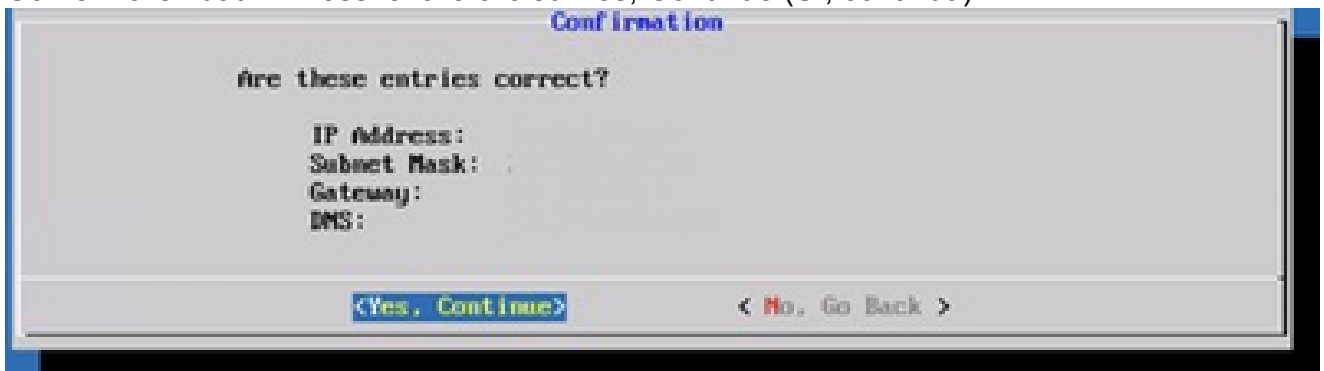 Confirmation
Are these entries correct?
IP Address:
Subnet Mask:
Gateway:
DNS:
<Yes, Continue> < No, Go Back >